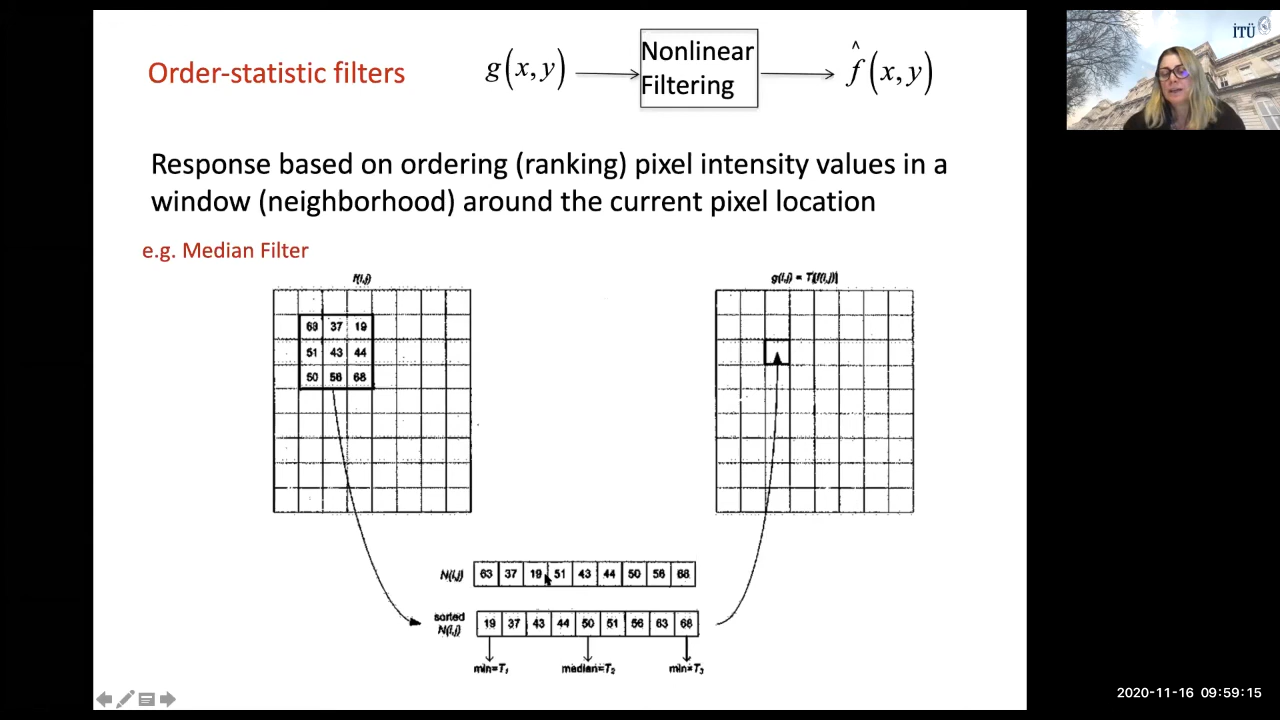 İTÜ
Order-statistic filters
g(x,y)
Nonlinear
Filtering
f̂(x,y)
Response based on ordering (ranking) pixel intensity values in a
window (neighborhood) around the current pixel location
e.g. Median Filter
f(i,j)
g(i,j) = T[f(i,j)]
63 37 19
51 43 44
50 56 68
N(i,j) 63 37 19 51 43 44 50 56 68
sorted
N(i,j) 19 37 43 44 50 51 56 63 68
min=T₁ median=T₂ min=T₃
2020-11-16 09:59:15